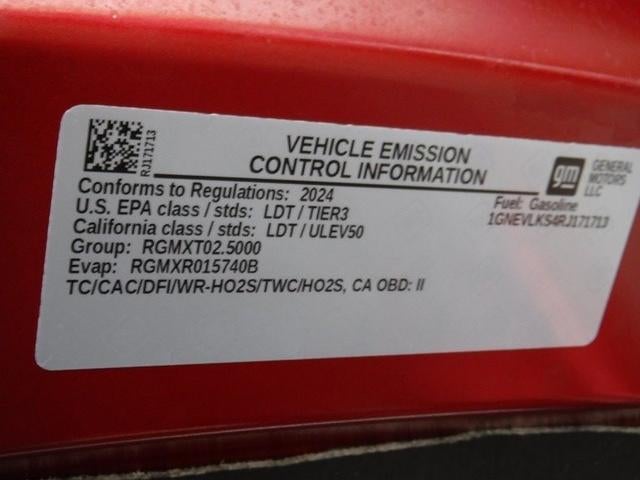 RJ171713
VEHICLE EMISSION
CONTROL INFORMATION
gm
GENERAL
MOTORS
LLC
Conforms to Regulations: 2024
U.S. EPA class / stds: LDT / TIER3
California class / stds: LDT / ULEV50
Group: RGMXT02.5000
Evap: RGMXR015740B
TC/CAC/DFI/WR-HO2S/TWC/HO2S, CA OBD: II
Fuel: Gasoline
1GNEVLKS4RJ171713